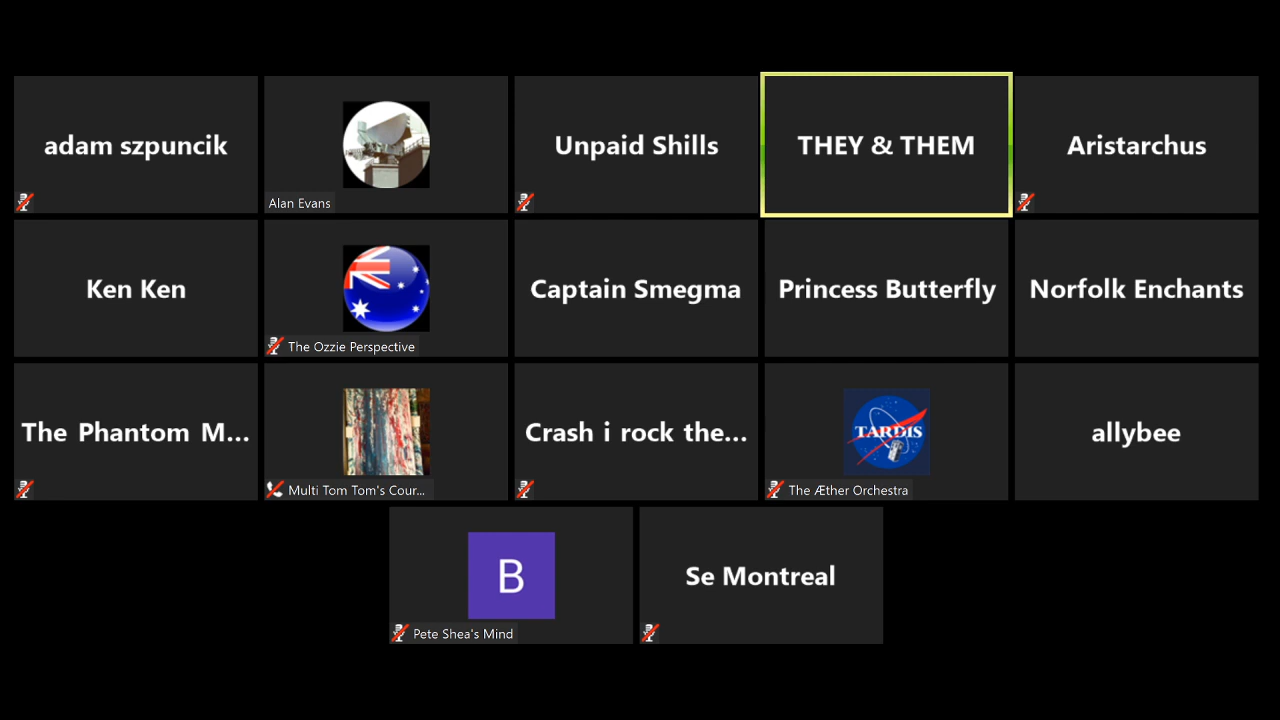 adam szpuncik
Alan Evans
Unpaid Shills
THEY & THEM
Aristarchus
Ken Ken
The Ozzie Perspective
Captain Smegma
Princess Butterfly
Norfolk Enchants
The Phantom M...
Multi Tom Tom's Cour...
Crash i rock the...
TARDIS
The Æther Orchestra
allybee
B
Pete Shea's Mind
Se Montreal